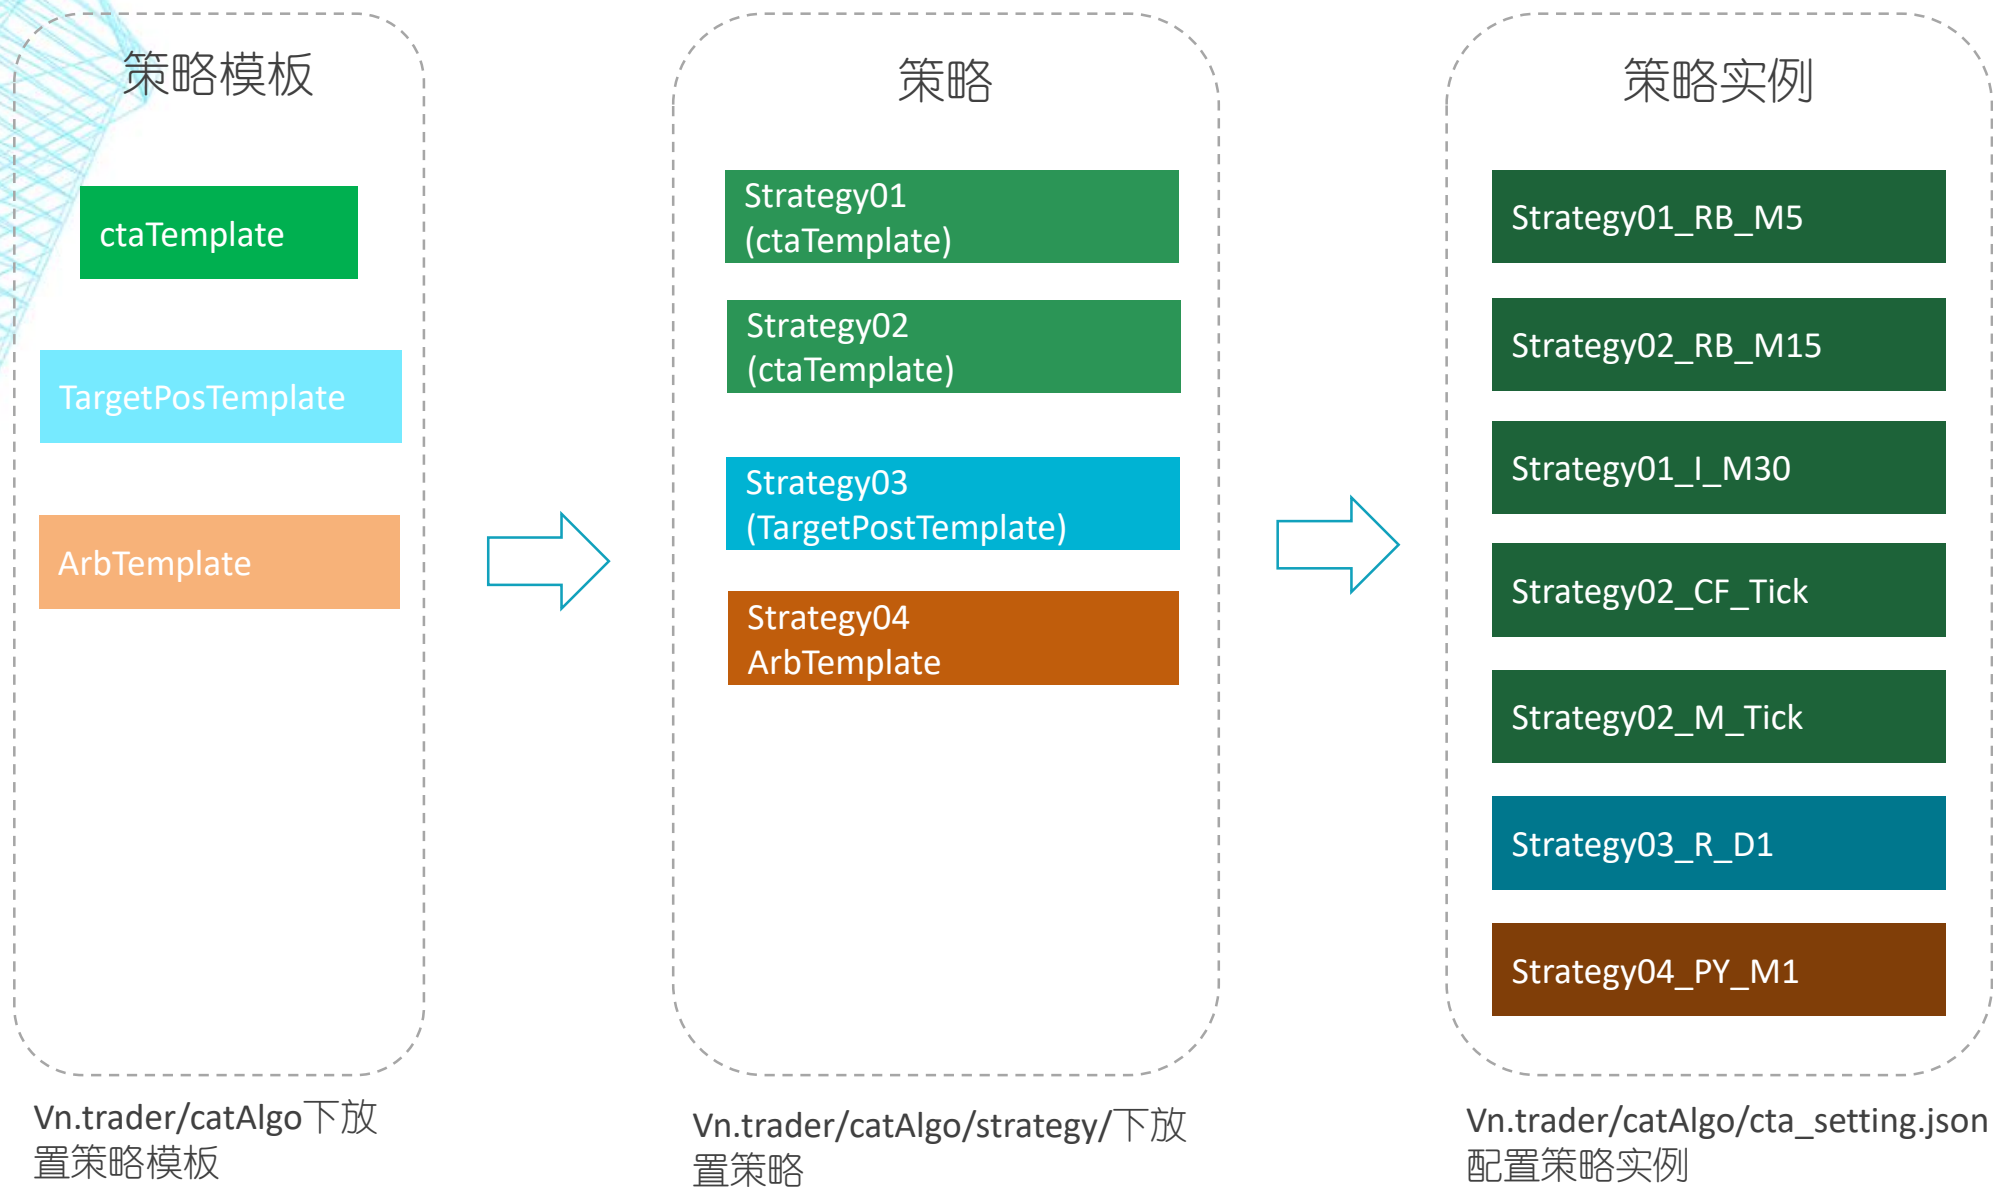 策略模板
ctaTemplate
TargetPosTemplate
ArbTemplate
Vn.trader/catAlgo下放
置策略模板
策略
Strategy01
(ctaTemplate)
Strategy02
(ctaTemplate)
Strategy03
(TargetPostTemplate)
Strategy04
ArbTemplate
Vn.trader/catAlgo/strategy/下放
置策略
策略实例
Strategy01_RB_M5
Strategy02_RB_M15
Strategy01_I_M30
Strategy02_CF_Tick
Strategy02_M_Tick
Strategy03_R_D1
Strategy04_PY_M1
Vn.trader/catAlgo/cta_setting.json
配置策略实例